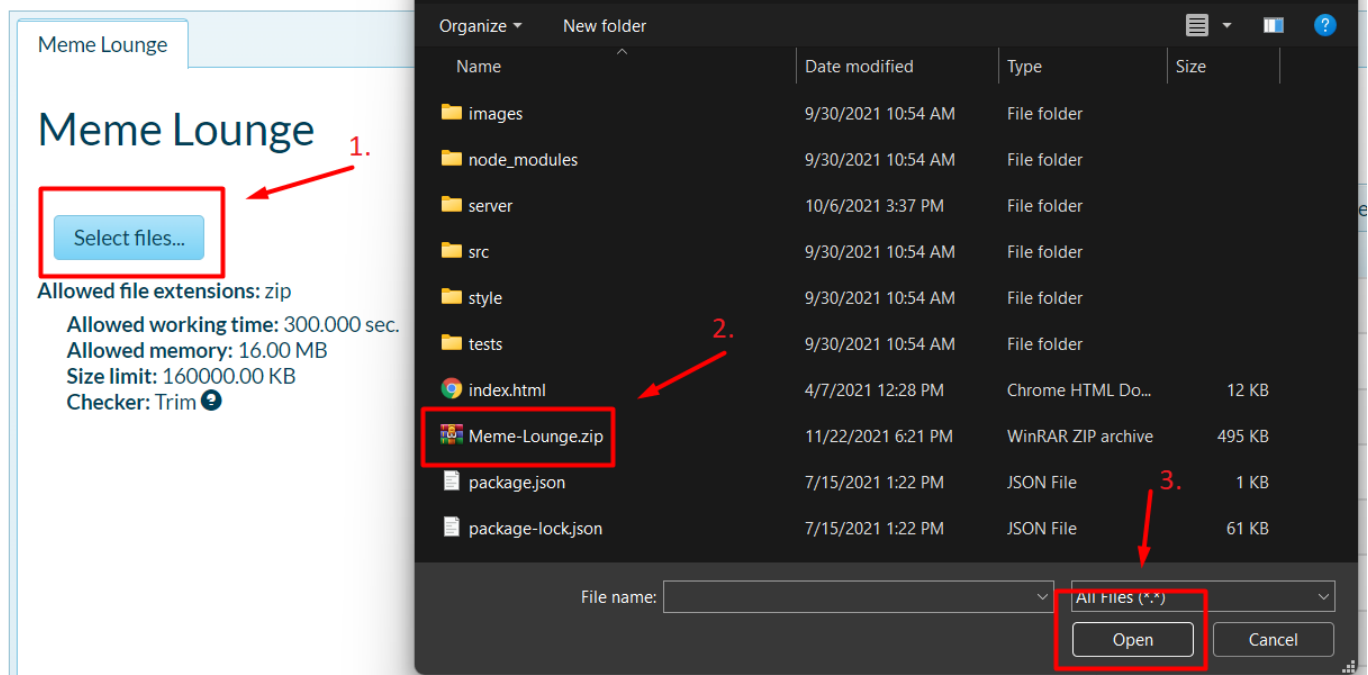 Meme Lounge
Meme Lounge
1.
Select files...
Allowed file extensions: zip
Allowed working time: 300.000 sec.
Allowed memory: 16.00 MB
Size limit: 160000.00 KB
Checker: Trim ?
Organize New folder ?
Name Date modified Type Size
images 9/30/2021 10:54 AM File folder
node_modules 9/30/2021 10:54 AM File folder
server 10/6/2021 3:37 PM File folder
src 9/30/2021 10:54 AM File folder
style 9/30/2021 10:54 AM File folder
2.
tests 9/30/2021 10:54 AM File folder
index.html 4/7/2021 12:28 PM Chrome HTML Do... 12 KB
Meme-Lounge.zip 11/22/2021 6:21 PM WinRAR ZIP archive 495 KB
3.
package.json 7/15/2021 1:22 PM JSON File 1 KB
package-lock.json 7/15/2021 1:22 PM JSON File 61 KB
File name: All Files (*.*)
Open Cancel